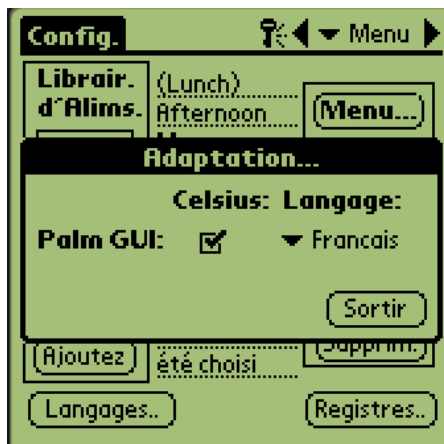 Config.
Menu
Librair.
d´Alims.
(Lunch)
Afternoon
Menu...
Adaptation...
Celsius: Langage:
Palm GUI:
Francais
Sortir
Ajoutez
été choisi
Supprim.
Langages..
Registres..